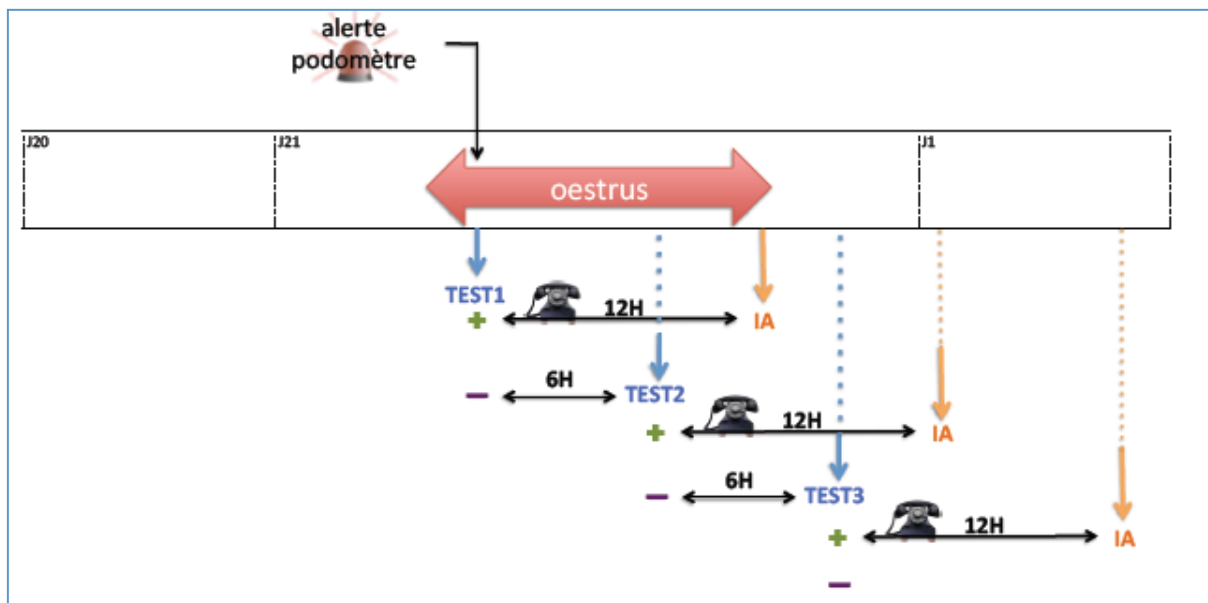 alerte
podomètre
J20
J21
J1
oestrus
TEST1
+
12H
IA
−
6H
TEST2
+
12H
IA
−
6H
TEST3
+
12H
IA
−